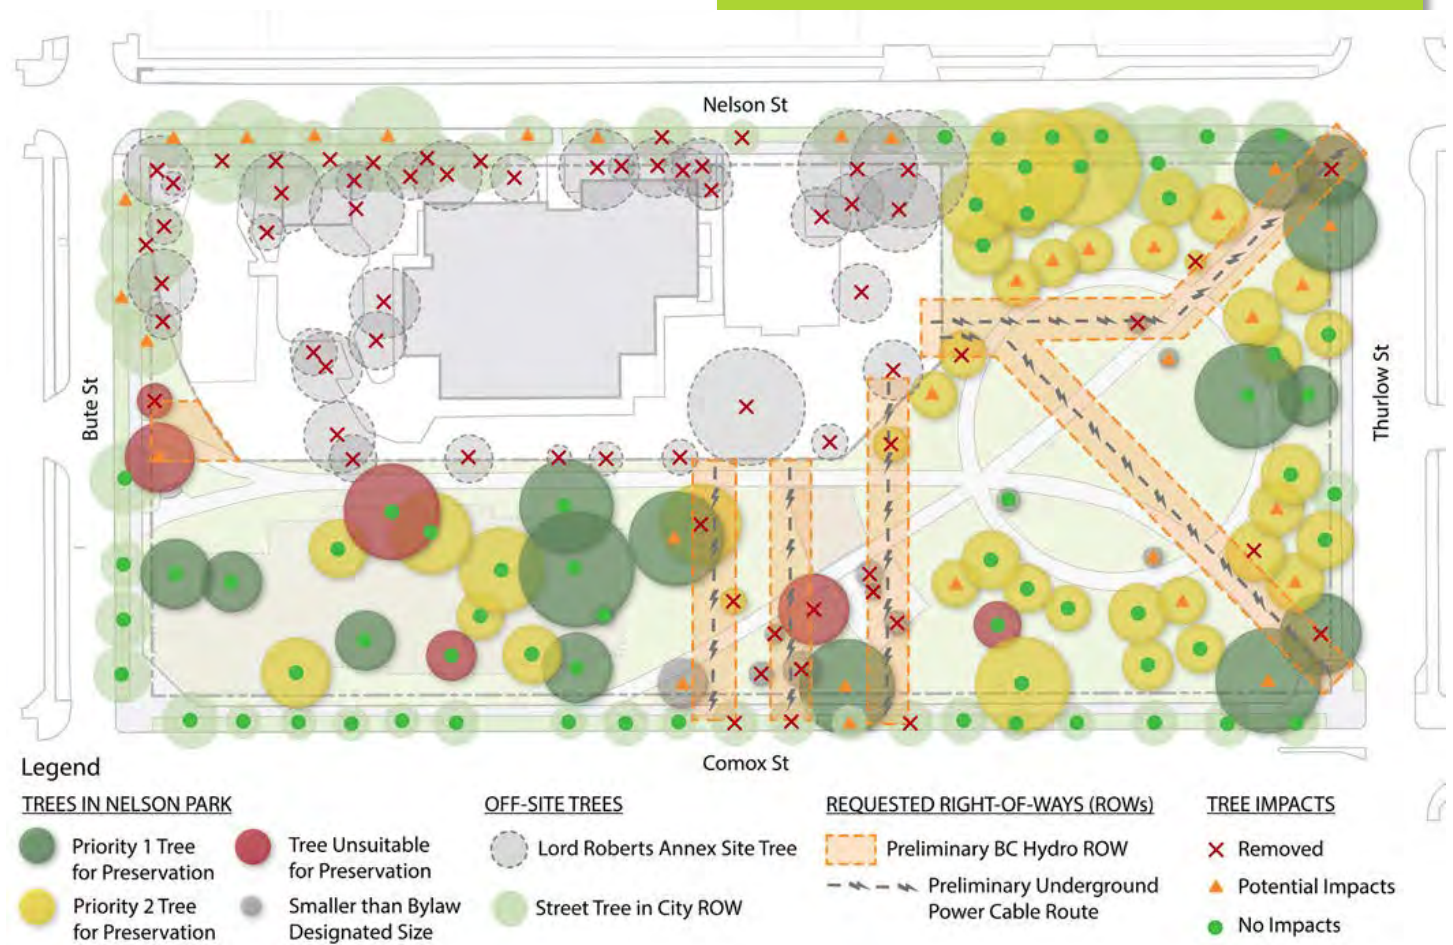 Nelson St
Bute St
Thurlow St
Comox St
Legend
TREES IN NELSON PARK
Priority 1 Tree
for Preservation
Priority 2 Tree
for Preservation
Tree Unsuitable
for Preservation
Smaller than Bylaw
Designated Size
OFF-SITE TREES
Lord Roberts Annex Site Tree
Street Tree in City ROW
REQUESTED RIGHT-OF-WAYS (ROWs)
Preliminary BC Hydro ROW
Preliminary Underground
Power Cable Route
TREE IMPACTS
Removed
Potential Impacts
No Impacts